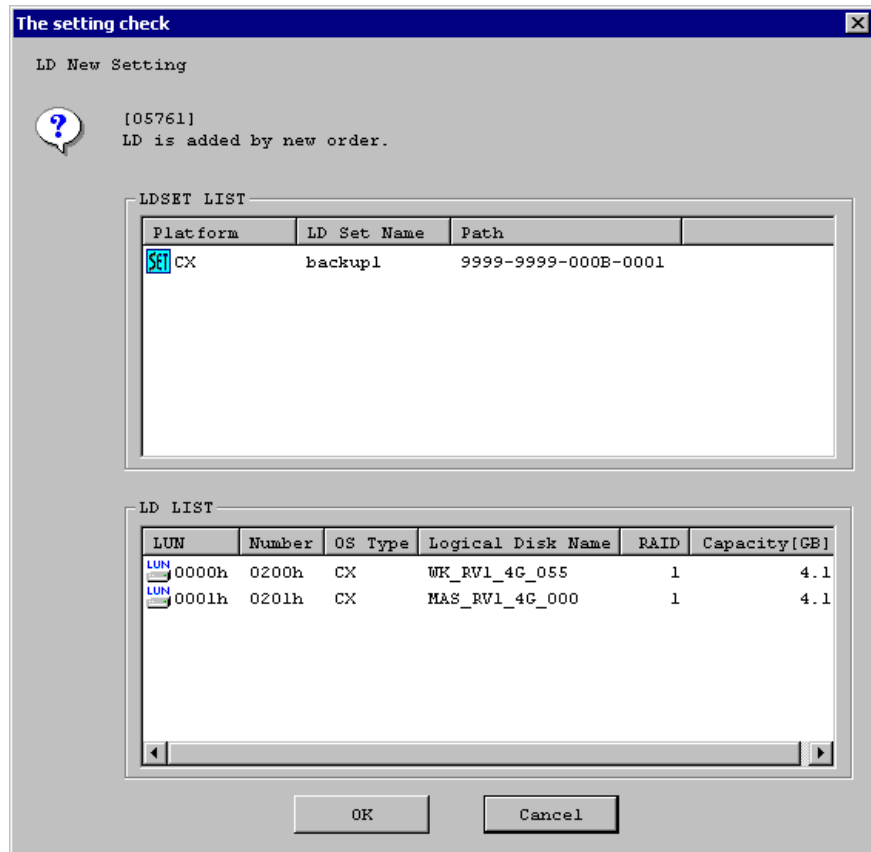 The setting check
LD New Setting
?
[05761]
LD is added by new order.
LDSET LIST
Platform LD Set Name Path
SET CX backup1 9999-9999-000B-0001
LD LIST
LUN Number OS Type Logical Disk Name RAID Capacity[GB]
LUN 0000h 0200h CX WK_RV1_4G_055 1 4.1
LUN 0001h 0201h CX MAS_RV1_4G_000 1 4.1
OK Cancel